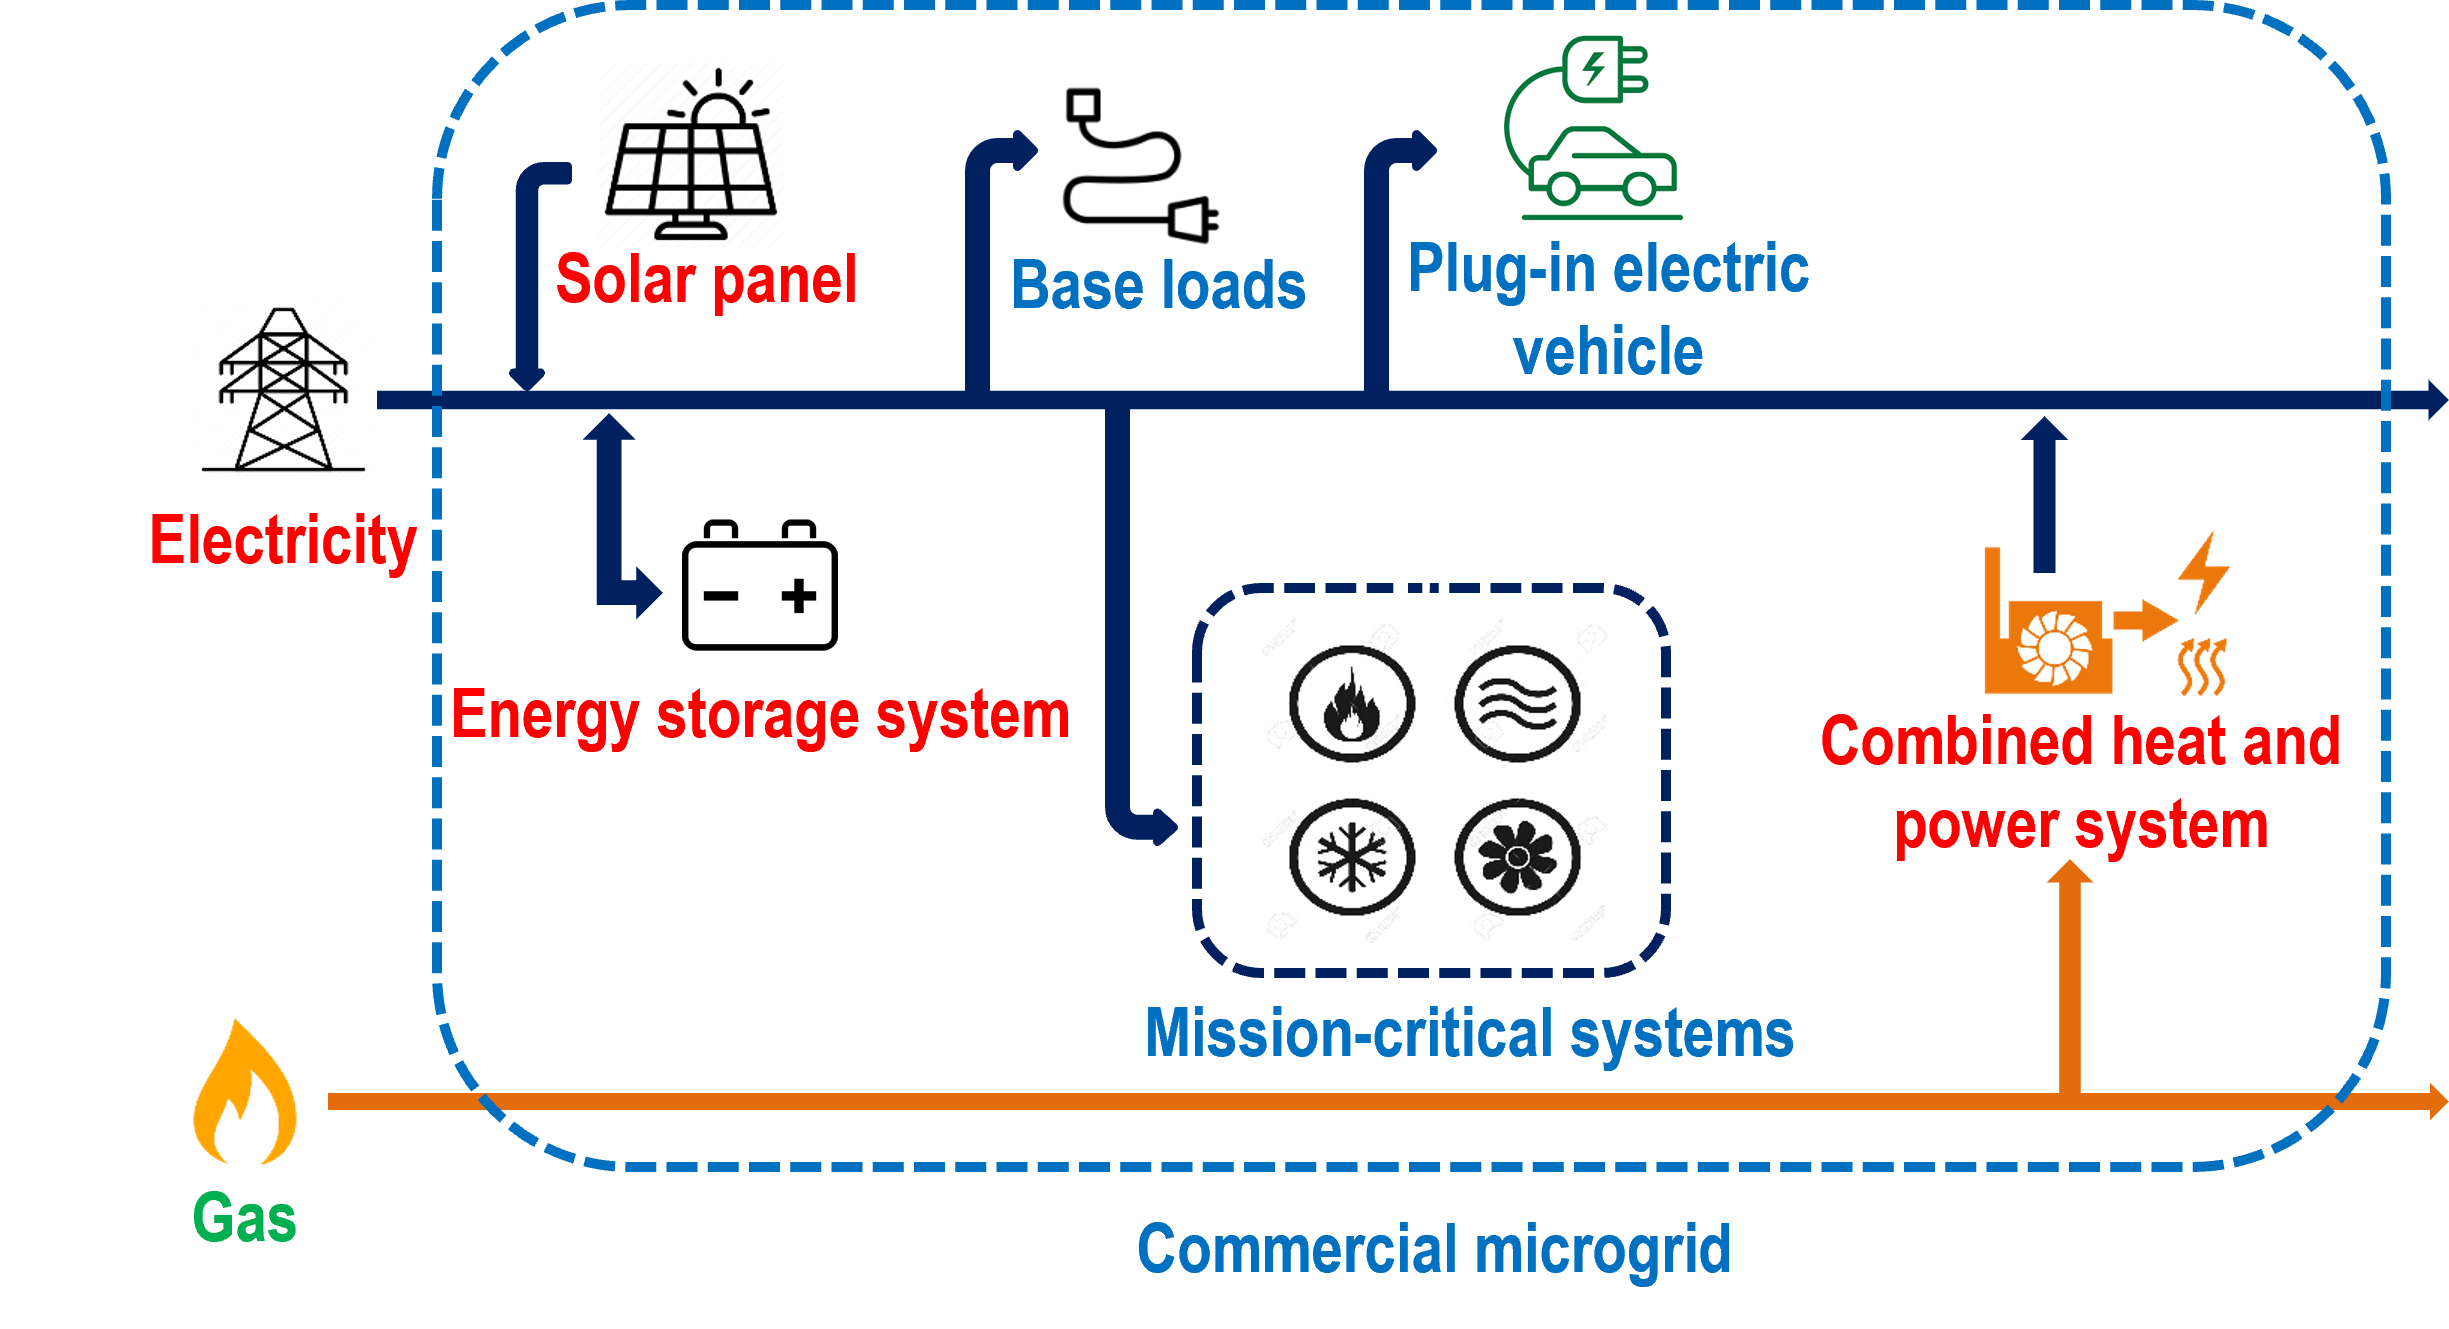 Solar panel
Base loads
Plug-in electric
vehicle
Electricity
Energy storage system
Combined heat and
power system
Mission-critical systems
Gas
Commercial microgrid